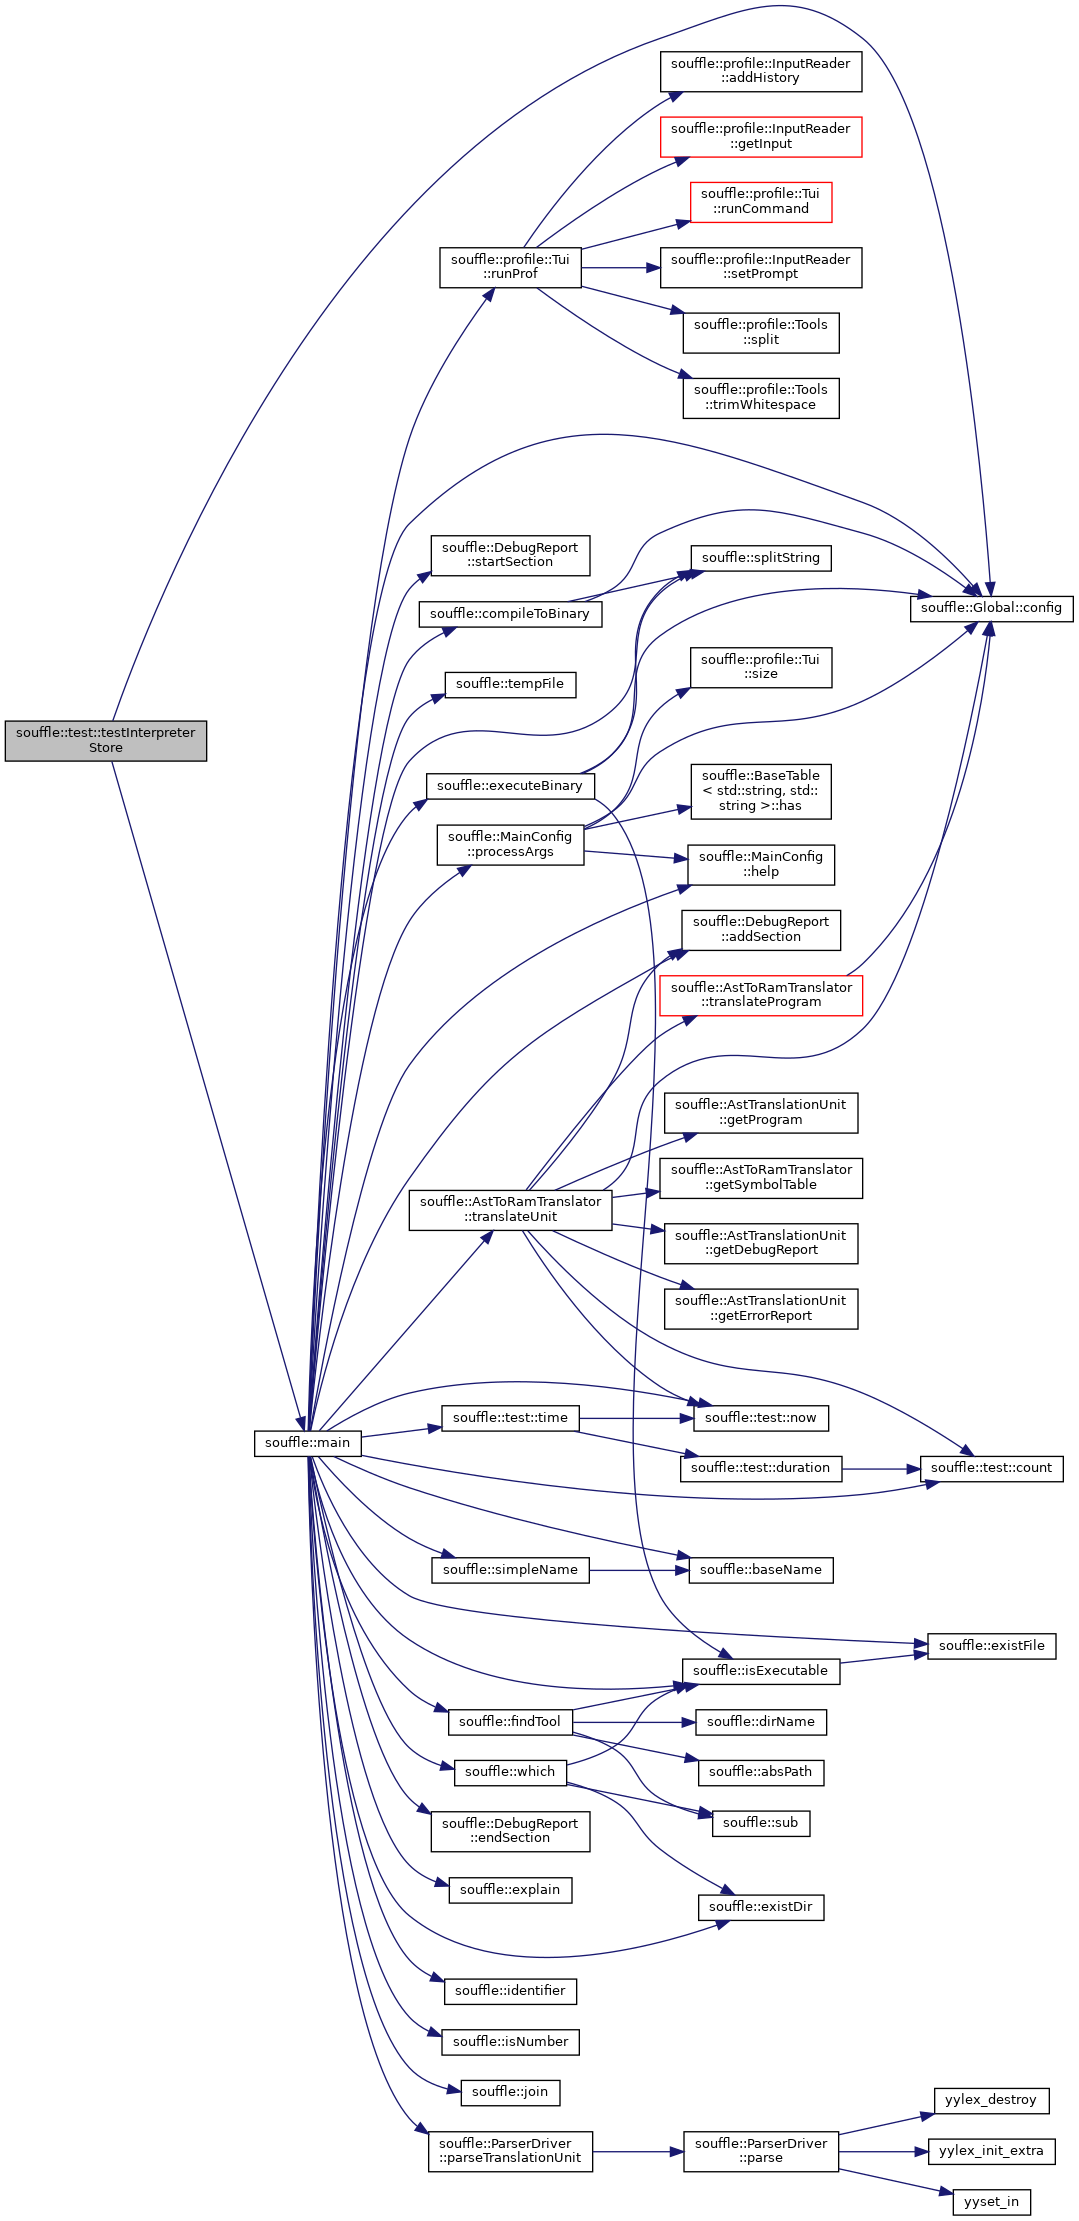 souffle::profile::InputReader
::addHistory
souffle::profile::InputReader
::getInput
souffle::profile::Tui
::runCommand
souffle::profile::Tui
::runProf
souffle::profile::InputReader
::setPrompt
souffle::profile::Tools
::split
souffle::profile::Tools
::trimWhitespace
souffle::DebugReport
::startSection
souffle::splitString
souffle::compileToBinary
souffle::Global::config
souffle::profile::Tui
::size
souffle::tempFile
souffle::test::testInterpreter
Store
souffle::executeBinary
souffle::BaseTable
< std::string, std::
string >::has
souffle::MainConfig
::processArgs
souffle::MainConfig
::help
souffle::DebugReport
::addSection
souffle::AstToRamTranslator
::translateProgram
souffle::AstTranslationUnit
::getProgram
souffle::AstToRamTranslator
::getSymbolTable
souffle::AstToRamTranslator
::translateUnit
souffle::AstTranslationUnit
::getDebugReport
souffle::AstTranslationUnit
::getErrorReport
souffle::test::time
souffle::test::now
souffle::main
souffle::test::duration
souffle::test::count
souffle::simpleName
souffle::baseName
souffle::existFile
souffle::isExecutable
souffle::findTool
souffle::dirName
souffle::which
souffle::absPath
souffle::sub
souffle::DebugReport
::endSection
souffle::explain
souffle::existDir
souffle::identifier
souffle::isNumber
souffle::join
yylex_destroy
souffle::ParserDriver
::parseTranslationUnit
souffle::ParserDriver
::parse
yylex_init_extra
yyset_in